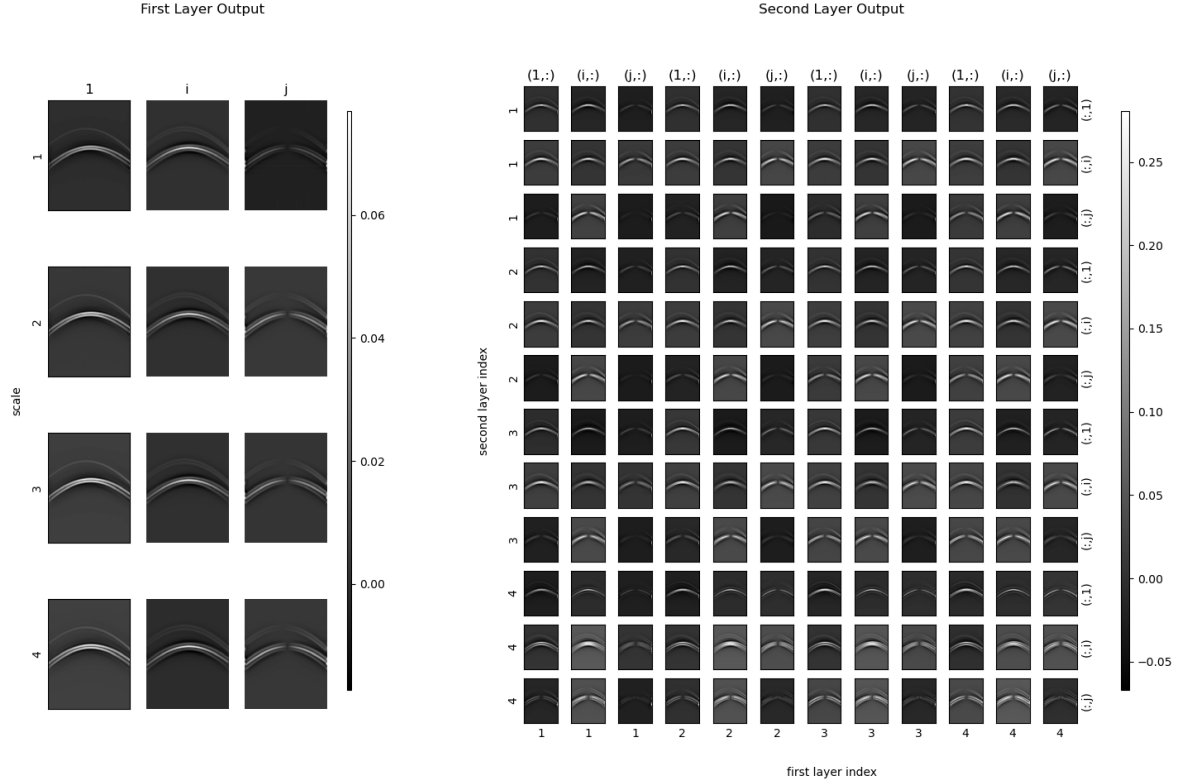 First Layer Output
Second Layer Output
1 i j
1
2
3
4
scale
0.06
0.04
0.02
0.00
(1,:) (i,:) (j,:) (1,:) (i,:) (j,:) (1,:) (i,:) (j,:) (1,:) (i,:) (j,:)
1 (:,1)
1 (:,i)
1 (:,j)
2 (:,1)
2 (:,i)
2 (:,j)
3 (:,1)
3 (:,i)
3 (:,j)
4 (:,1)
4 (:,i)
4 (:,j)
second layer index
1 1 1 2 2 2 3 3 3 4 4 4
first layer index
0.25
0.20
0.15
0.10
0.05
0.00
−0.05